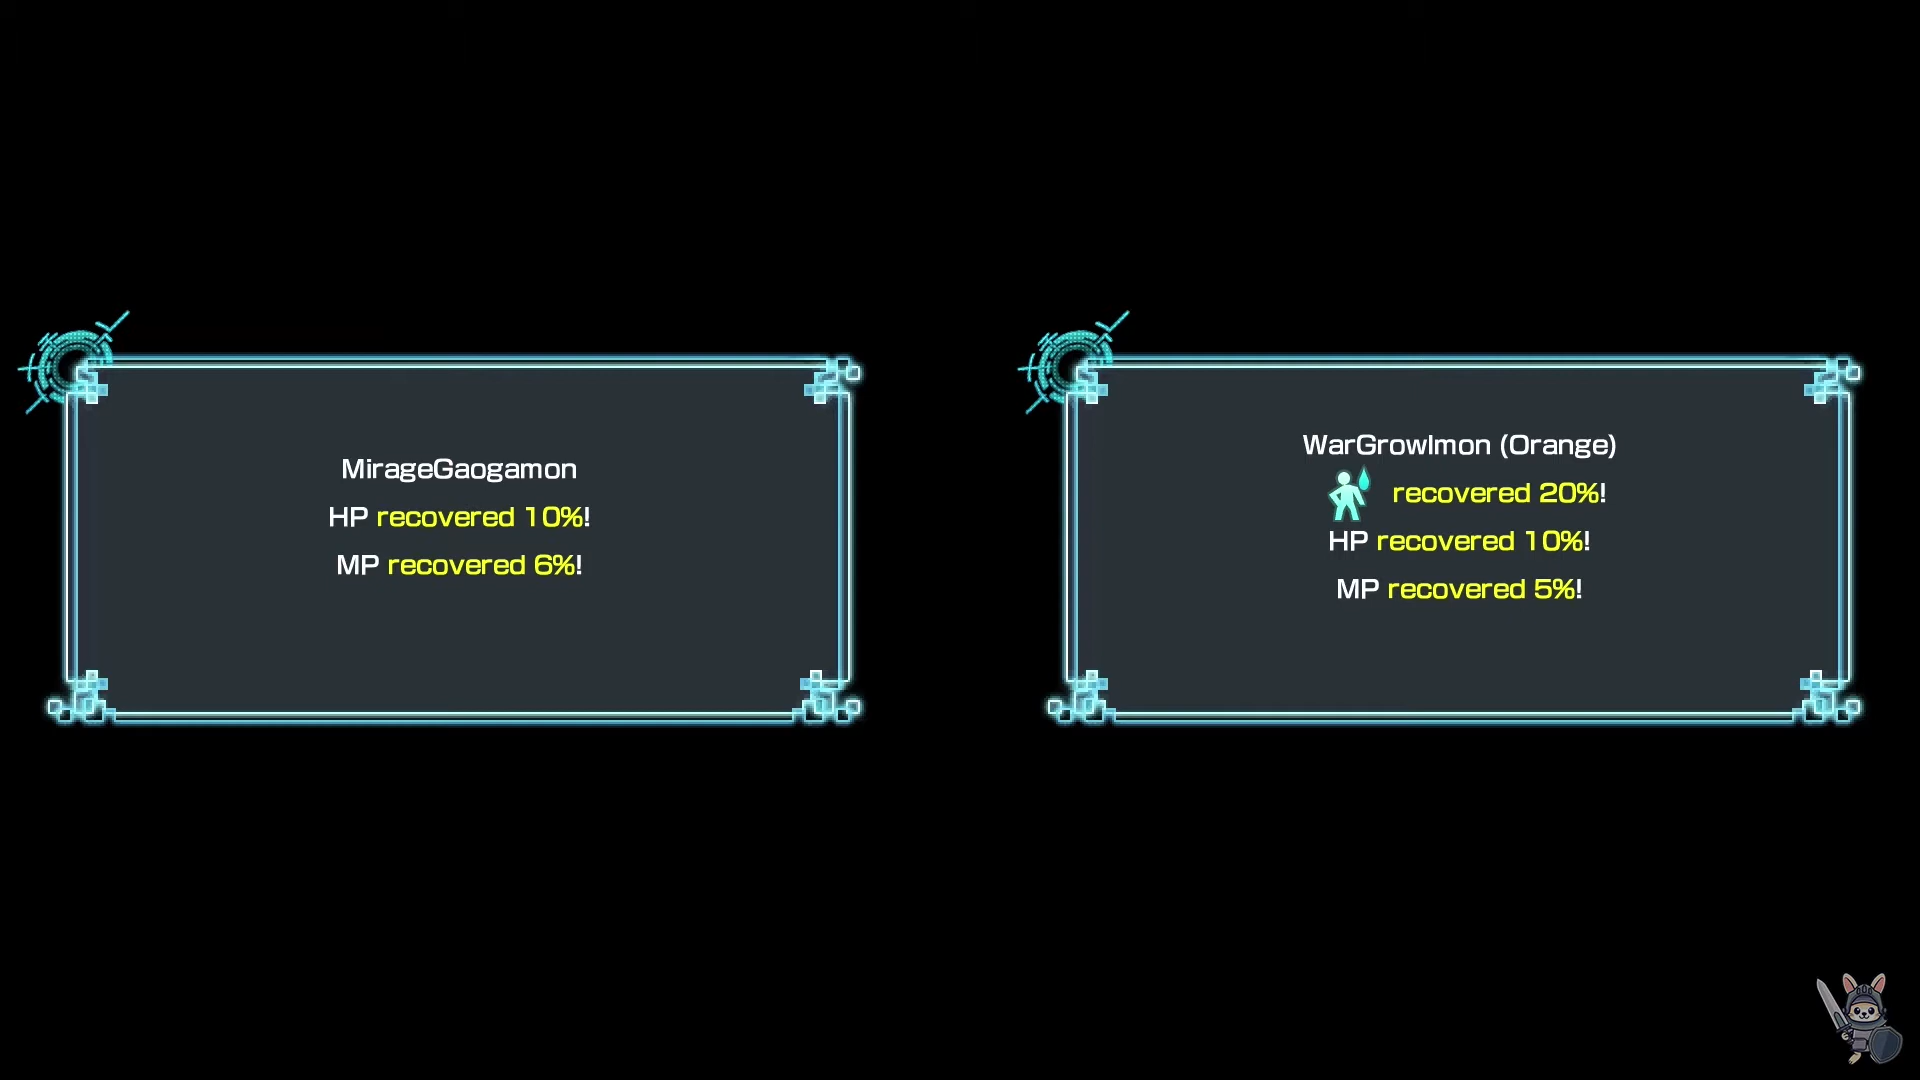 MirageGaogamon
HP recovered 10%!
MP recovered 6%!
WarGrowlmon (Orange)
recovered 20%!
HP recovered 10%!
MP recovered 5%!